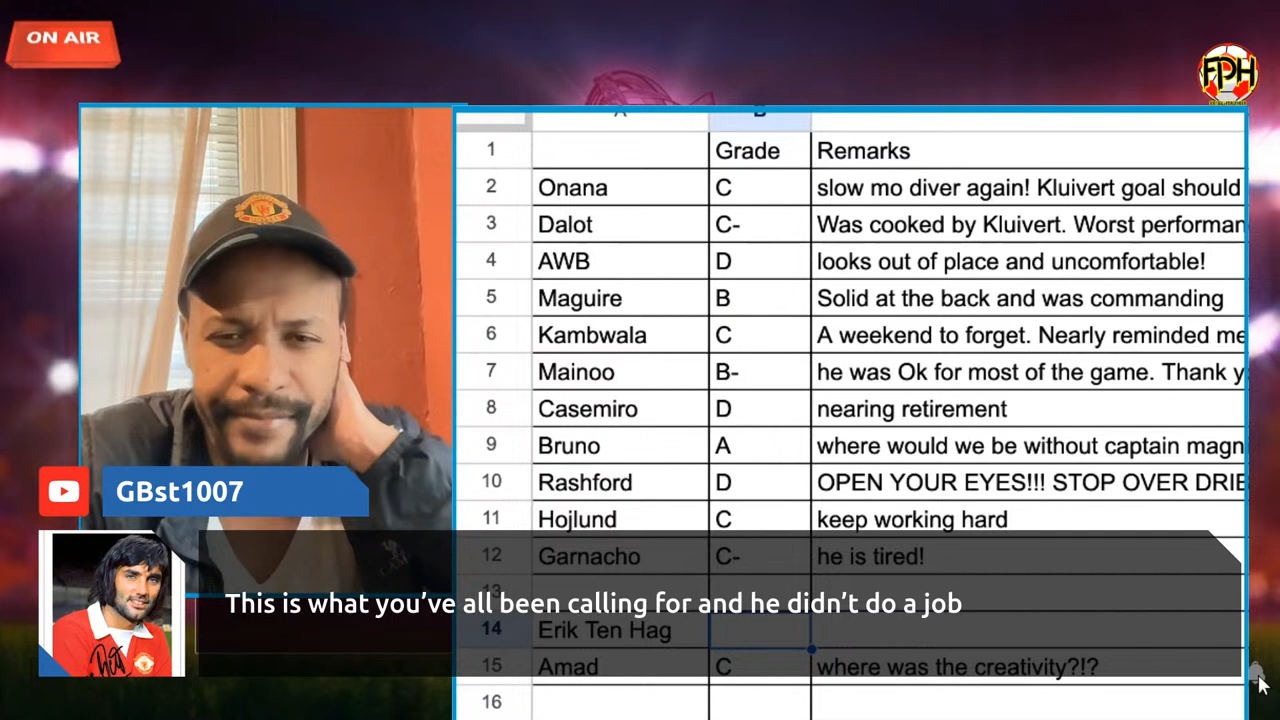 ON AIR
FPH
A B
1 Grade Remarks
2 Onana C slow mo diver again! Kluivert goal should
3 Dalot C- Was cooked by Kluivert. Worst performan
4 AWB D looks out of place and uncomfortable!
5 Maguire B Solid at the back and was commanding
6 Kambwala C A weekend to forget. Nearly reminded me
7 Mainoo B- he was Ok for most of the game. Thank y
8 Casemiro D nearing retirement
9 Bruno A where would we be without captain magn
10 Rashford D OPEN YOUR EYES!!! STOP OVER DRIB
11 Hojlund C keep working hard
12 Garnacho C- he is tired!
13
14 Erik Ten Hag
15 Amad C where was the creativity?!?
16
GBst1007
This is what you’ve all been calling for and he didn’t do a job